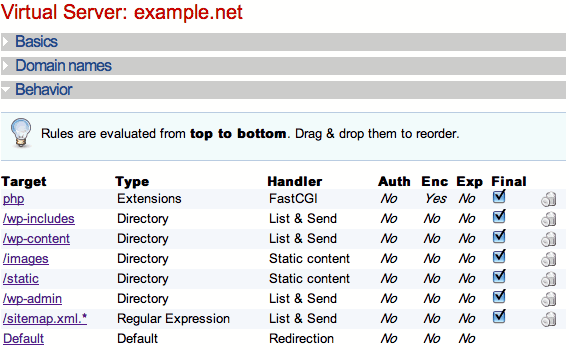 Virtual Server: example.net
Basics
Domain names
Behavior
Rules are evaluated from top to bottom. Drag & drop them to reorder.
Target Type Handler Auth Enc Exp Final
php Extensions FastCGI No Yes No
/wp-includes Directory List & Send No No No
/wp-content Directory List & Send No No No
/images Directory Static content No No No
/static Directory Static content No No No
/wp-admin Directory List & Send No No No
/sitemap.xml.* Regular Expression List & Send No No No
Default Default Redirection No No No